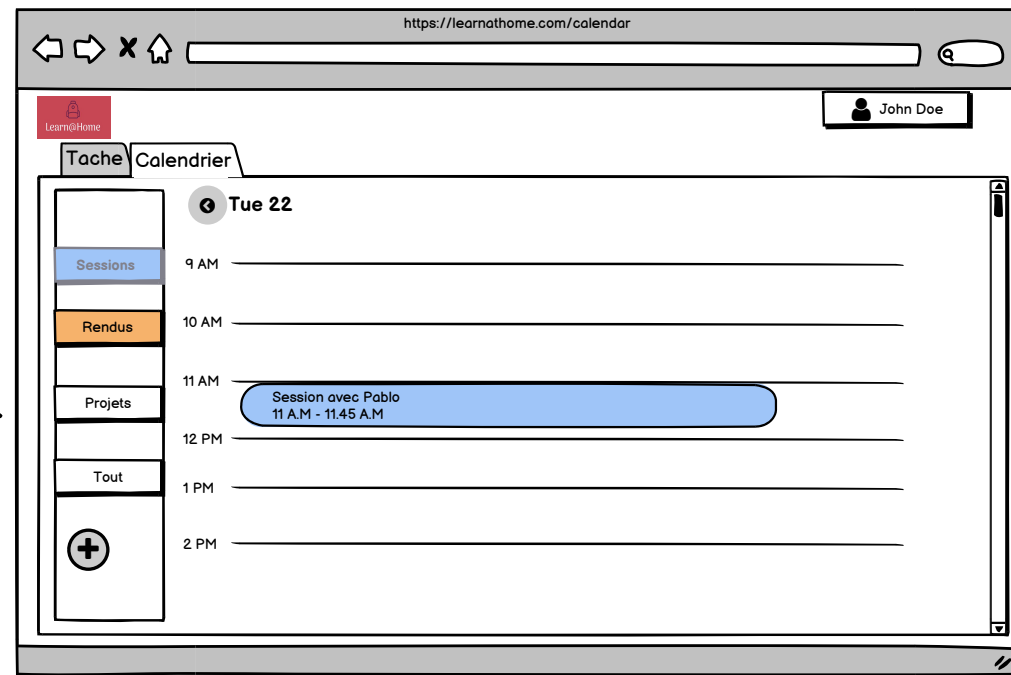 https://learnathome.com/calendar
Learn@Home
John Doe
Tache
Calendrier
Tue 22
Sessions
9 AM
Rendus
10 AM
11 AM
Session avec Pablo
11 A.M - 11.45 A.M
Projets
12 PM
Tout
1 PM
2 PM